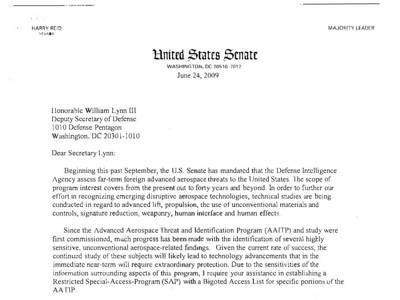 HARRY REID
NEVADA
MAJORITY LEADER
United States Senate
WASHINGTON, DC 20510-7012
June 24, 2009
Honorable William Lynn III
Deputy Secretary of Defense
1010 Defense Pentagon
Washington, DC 20301-1010
Dear Secretary Lynn:
Beginning this past September, the U.S. Senate has mandated that the Defense Intelligence
Agency assess far-term foreign advanced aerospace threats to the United States. The scope of
program interest covers from the present out to forty years and beyond. In order to further our
effort in recognizing emerging disruptive aerospace technologies, technical studies are being
conducted in regard to advanced lift, propulsion, the use of unconventional materials and
controls, signature reduction, weaponry, human interface and human effects.
Since the Advanced Aerospace Threat and Identification Program (AATIP) and study were
first commissioned, much progress has been made with the identification of several highly
sensitive, unconventional aerospace-related findings. Given the current rate of success, the
continued study of these subjects will likely lead to technology advancements that in the
immediate near-term will require extraordinary protection. Due to the sensitivities of the
information surrounding aspects of this program, I require your assistance in establishing a
Restricted Special-Access-Program (SAP) with a Bigoted Access List for specific portions of the
AATIP.